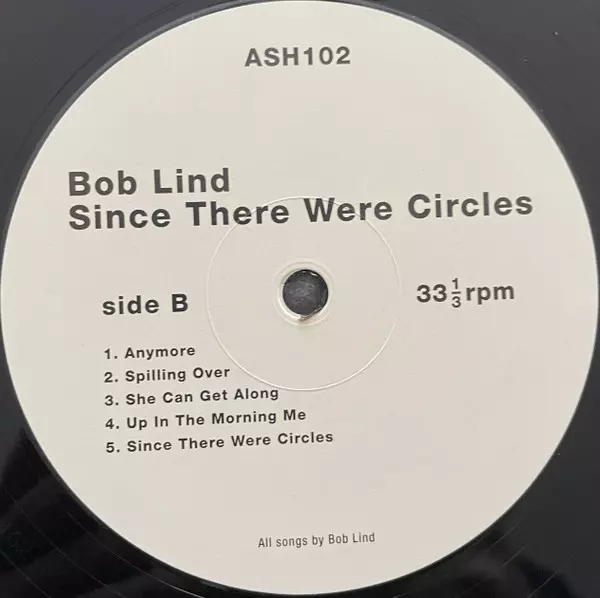 ASH102
Bob Lind
Since There Were Circles
side B
33⅓rpm
1. Anymore
2. Spilling Over
3. She Can Get Along
4. Up In The Morning Me
5. Since There Were Circles
All songs by Bob Lind